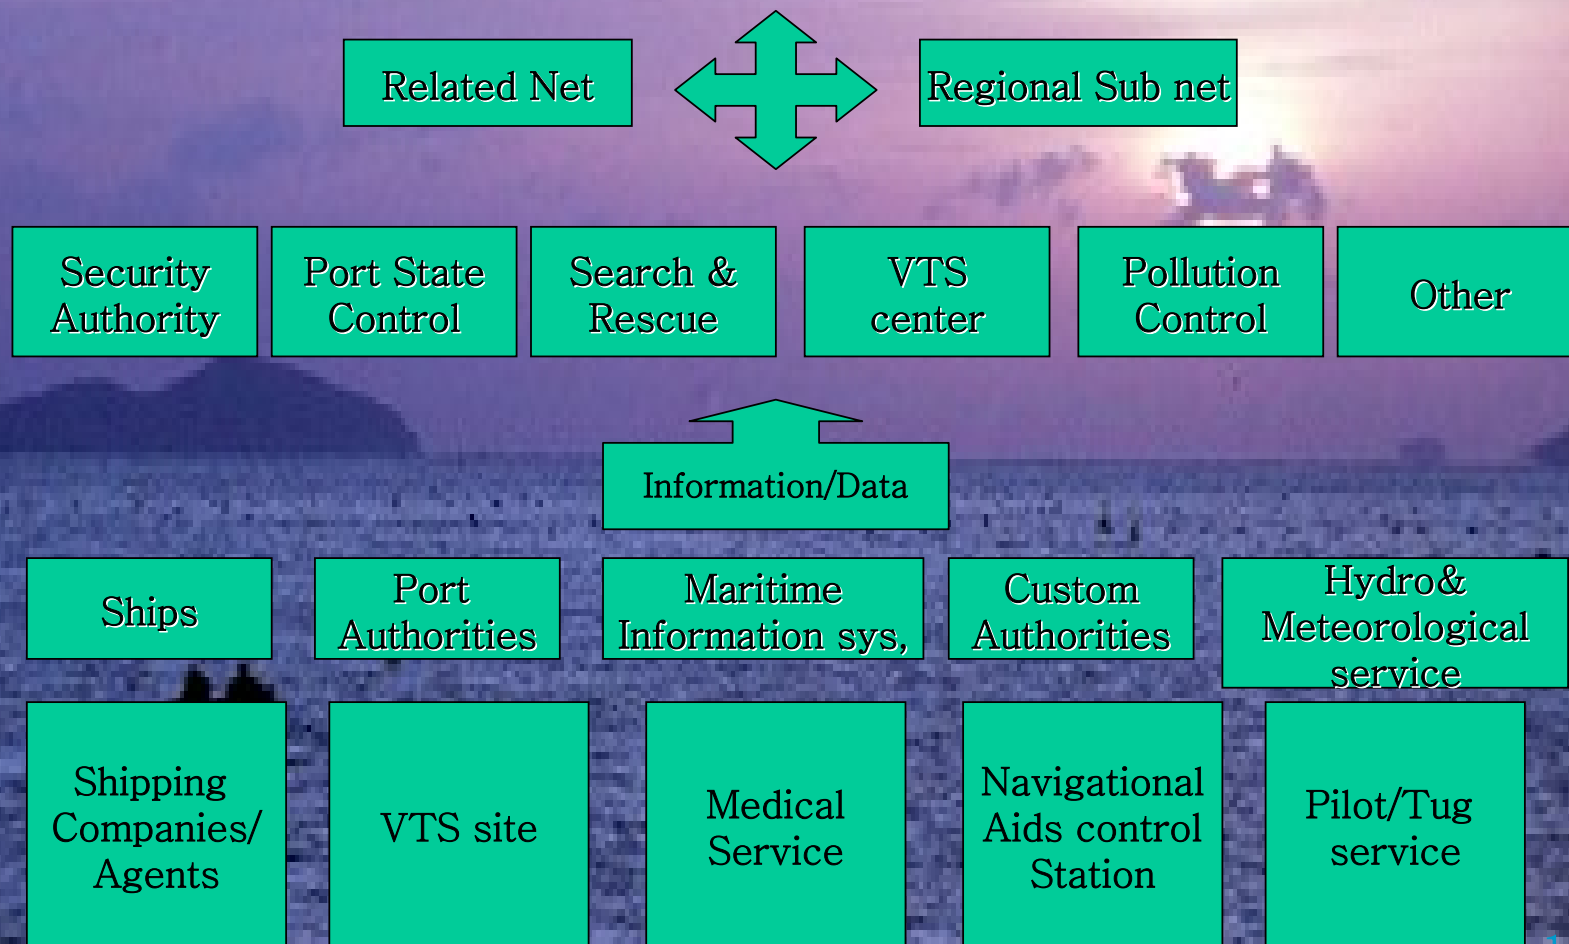 Related Net
Regional Sub net
Security
Authority
Port State
Control
Search &
Rescue
VTS
center
Pollution
Control
Other
Information/Data
Ships
Port
Authorities
Maritime
Information sys,
Custom
Authorities
Hydro&
Meteorological
service
Shipping
Companies/
Agents
VTS site
Medical
Service
Navigational
Aids control
Station
Pilot/Tug
service